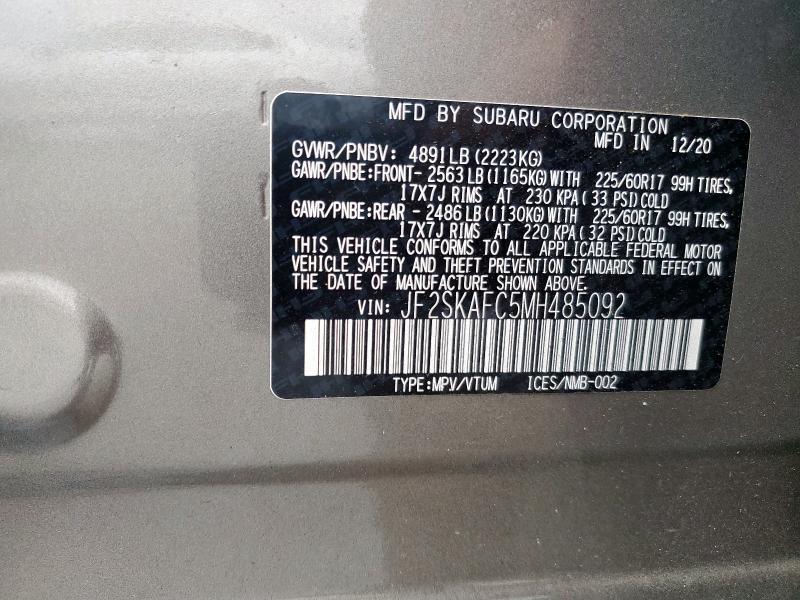 MFD BY SUBARU CORPORATION
MFD IN 12/20
GVWR/PNBV: 4891LB (2223KG)
GAWR/PNBE:FRONT- 2563LB(1165KG)WITH 225/60R17 99H TIRES,
17X7J RIMS AT 230 KPA( 33 PSI)COLD
GAWR/PNBE:REAR - 2486LB(1130KG)WITH 225/60R17 99H TIRES,
17X7J RIMS AT 220 KPA( 32 PSI)COLD
THIS VEHICLE CONFORMS TO ALL APPLICABLE FEDERAL MOTOR
VEHICLE SAFETY AND THEFT PREVENTION STANDARDS IN EFFECT ON
THE DATE OF MANUFACTURE SHOWN ABOVE.
VIN: JF2SKAFC5MH485092
TYPE:MPV/VTUM ICES/NMB-002